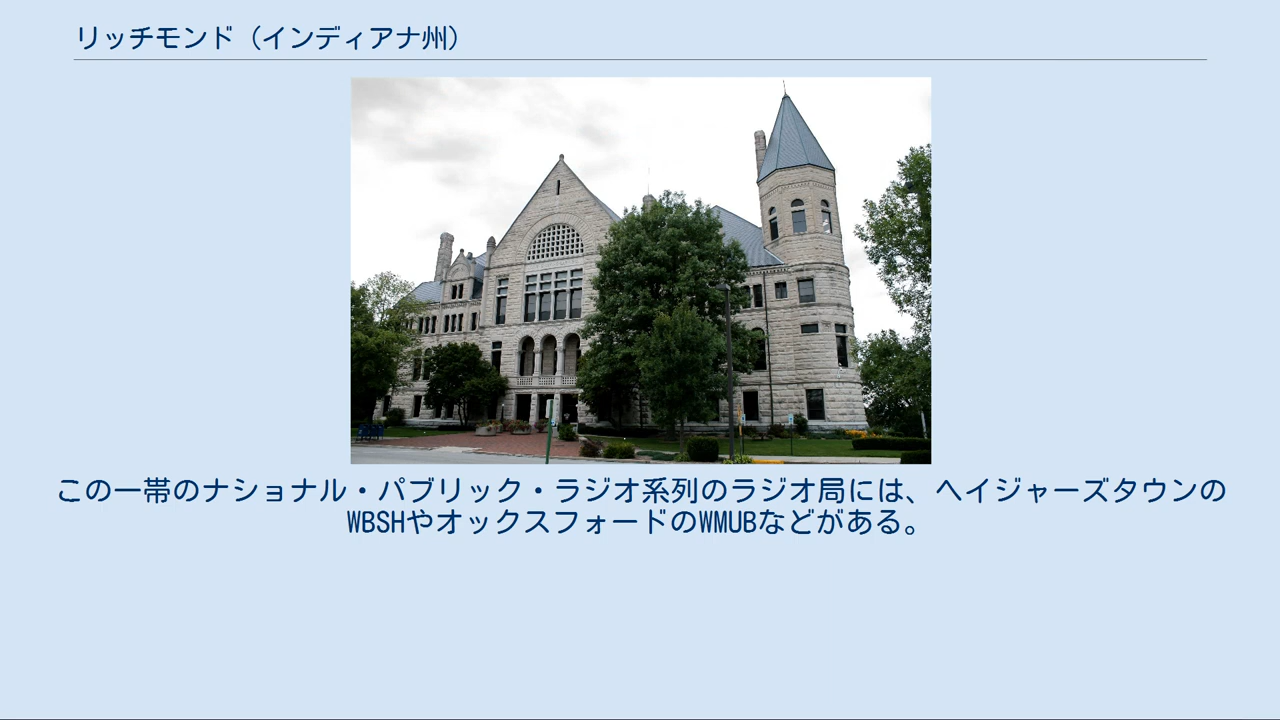 リッチモンド（インディアナ州）
この一帯のナショナル・パブリック・ラジオ系列のラジオ局には、ヘイジャーズタウンの
WBSHやオックスフォードのWMUBなどがある。